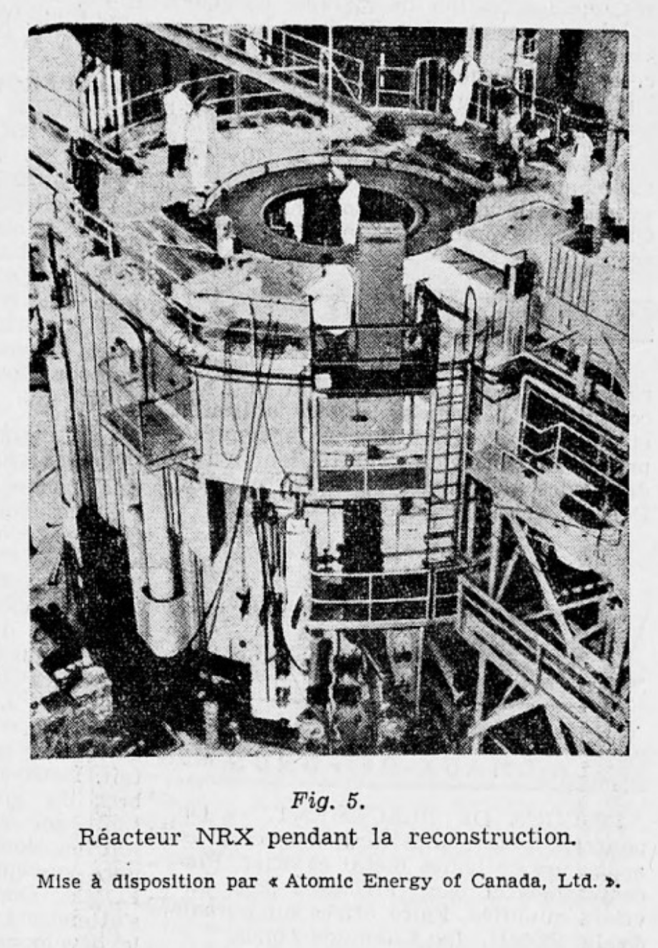 Fig. 5.
Réacteur NRX pendant la reconstruction.
Mise à disposition par « Atomic Energy of Canada, Ltd. ».